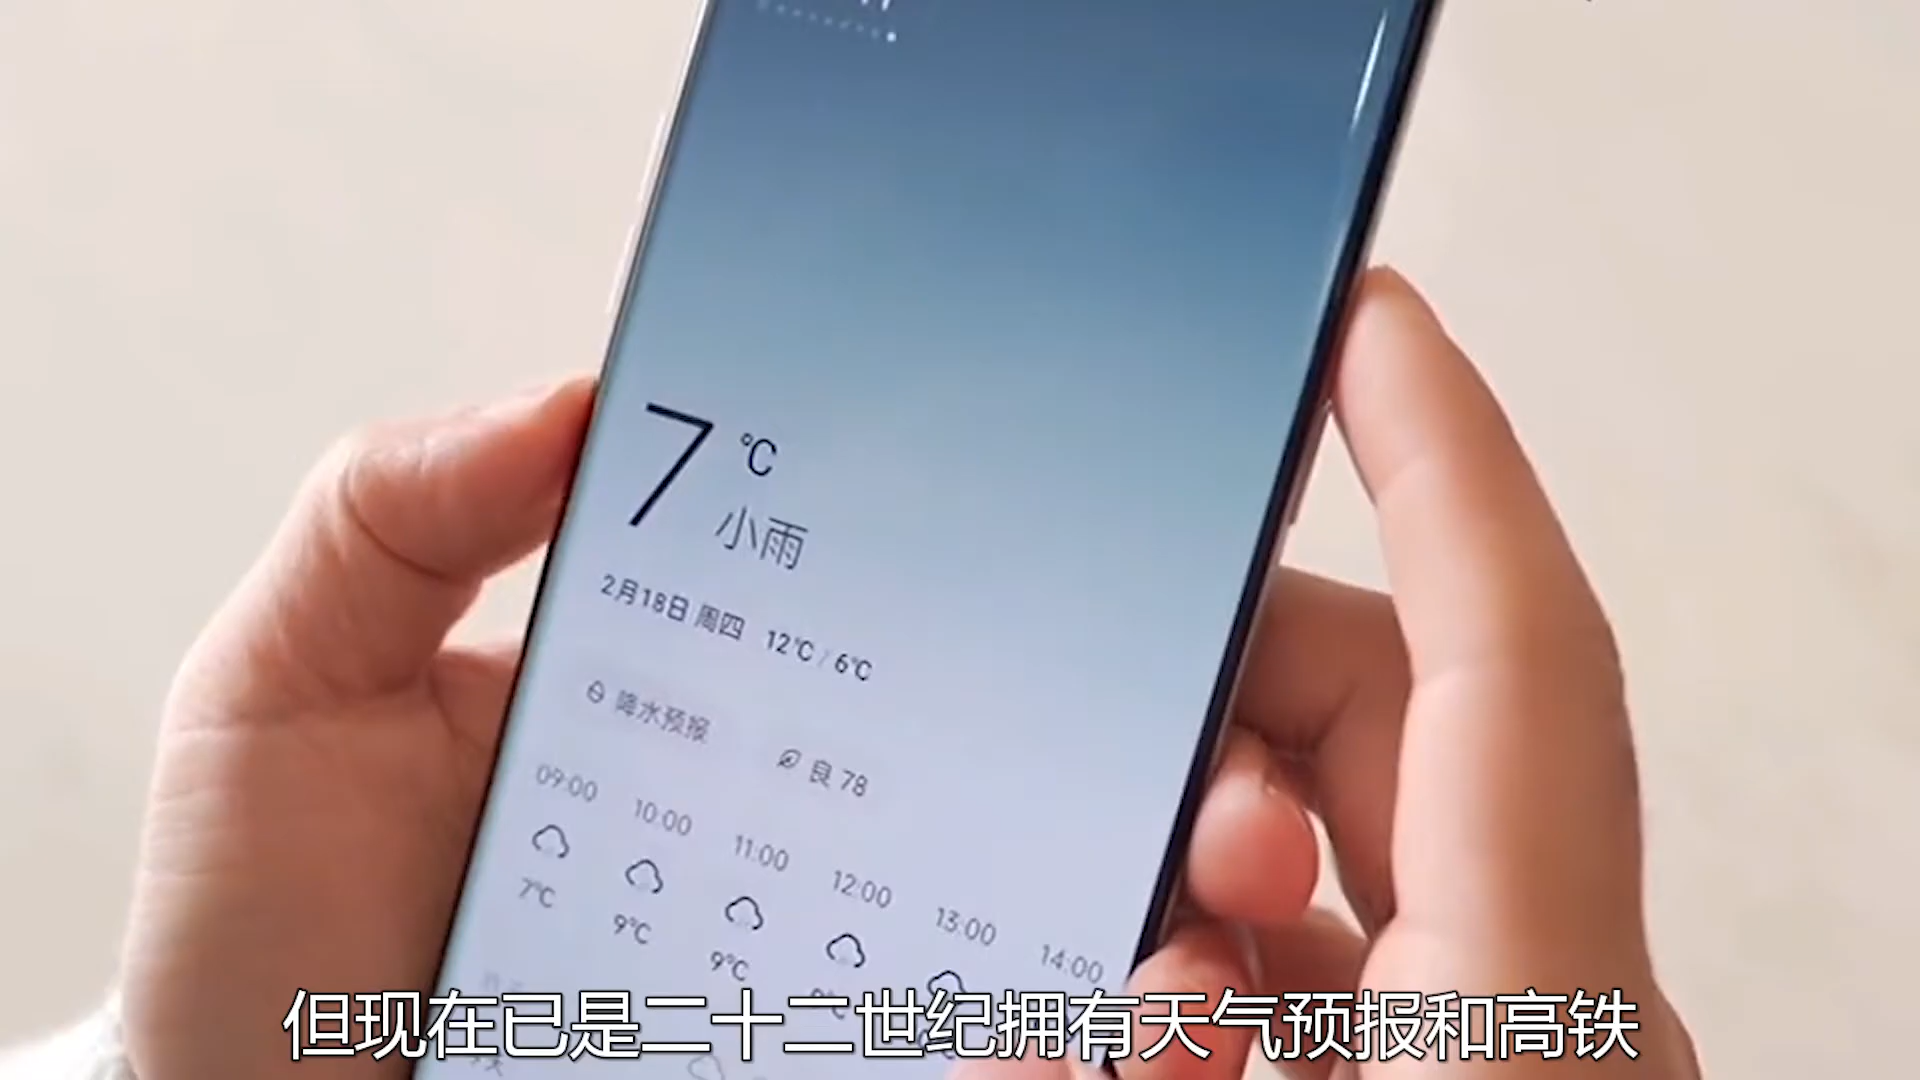 7 ℃
小雨
2月18日 周四 12℃ / 6℃
降水预报 良 78
09:00 10:00 11:00 12:00 13:00 14:00
7℃ 9℃ 9℃
但现在已是二十二世纪拥有天气预报和高铁